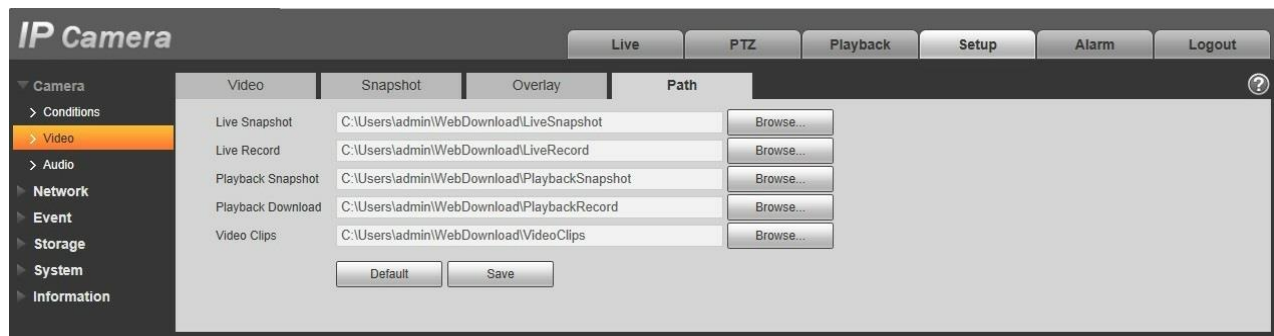 IP Camera
Live PTZ Playback Setup Alarm Logout
Camera
Video Snapshot Overlay Path ?
> Conditions
> Video
> Audio
Network
Event
Storage
System
Information
Live Snapshot C:\Users\admin\WebDownload\LiveSnapshot Browse...
Live Record C:\Users\admin\WebDownload\LiveRecord Browse...
Playback Snapshot C:\Users\admin\WebDownload\PlaybackSnapshot Browse...
Playback Download C:\Users\admin\WebDownload\PlaybackRecord Browse...
Video Clips C:\Users\admin\WebDownload\VideoClips Browse...
Default Save